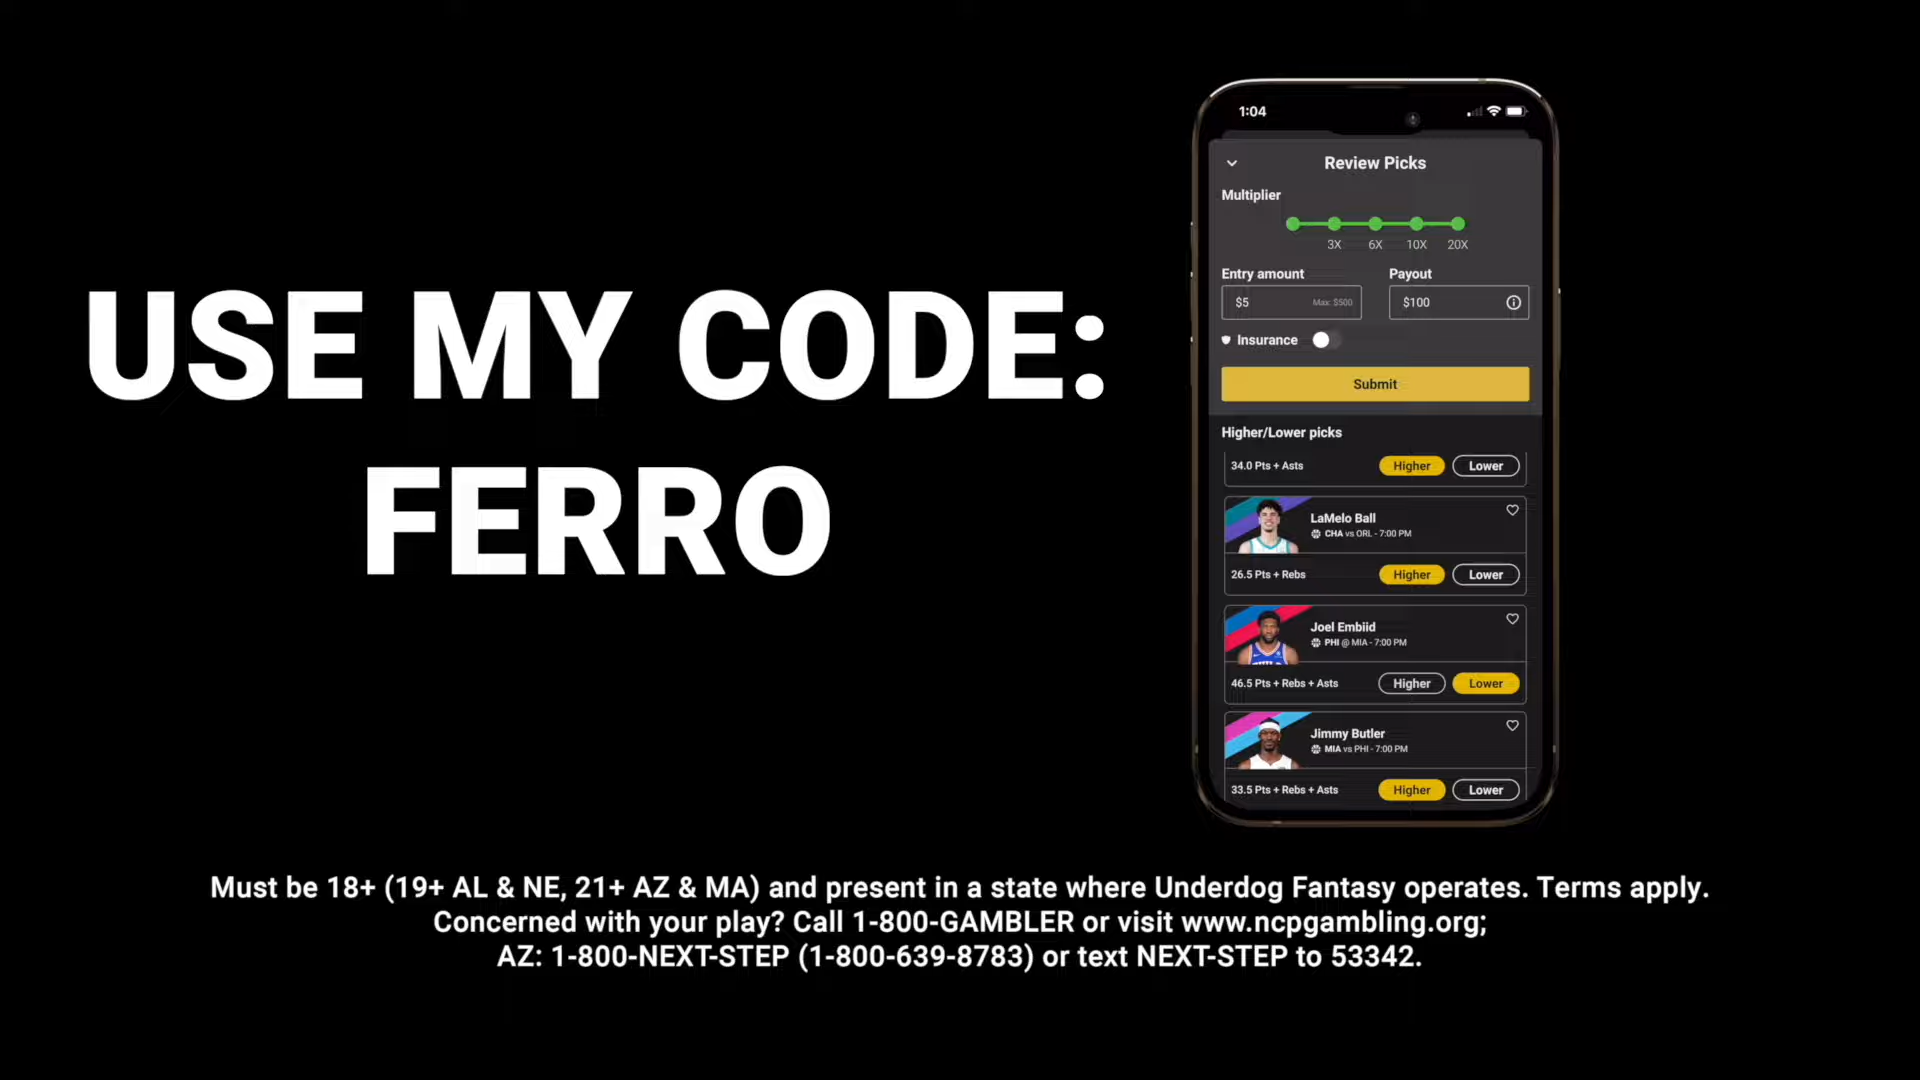 USE MY CODE:
FERRO
1:04
Review Picks
Multiplier
3X 6X 10X 20X
Entry amount Payout
$5 Max: $500 $100
Insurance
Submit
Higher/Lower picks
34.0 Pts + Asts Higher Lower
LaMelo Ball
CHA vs ORL - 7:00 PM
26.5 Pts + Rebs Higher Lower
Joel Embiid
PHI @ MIA - 7:00 PM
46.5 Pts + Rebs + Asts Higher Lower
Jimmy Butler
MIA vs PHI - 7:00 PM
33.5 Pts + Rebs + Asts Higher Lower
Must be 18+ (19+ AL & NE, 21+ AZ & MA) and present in a state where Underdog Fantasy operates. Terms apply.
Concerned with your play? Call 1-800-GAMBLER or visit www.ncpgambling.org;
AZ: 1-800-NEXT-STEP (1-800-639-8783) or text NEXT-STEP to 53342.